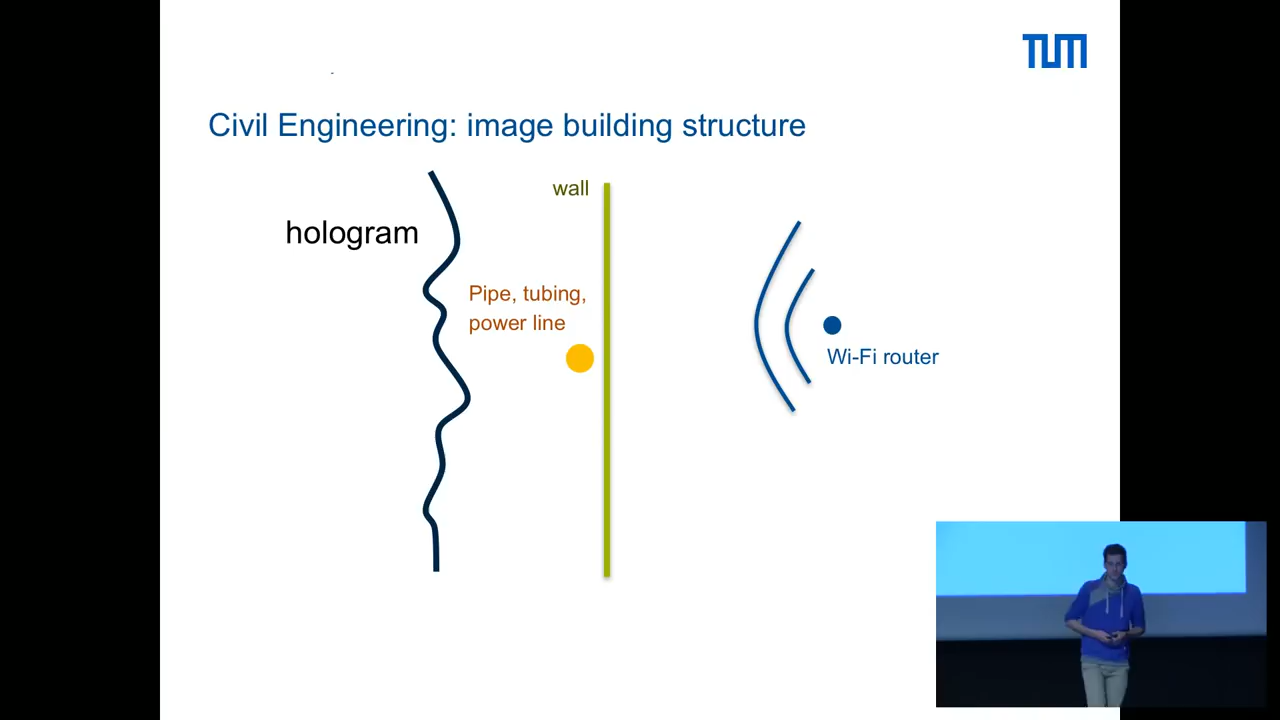 TUM
Civil Engineering: image building structure
wall
hologram
Pipe, tubing,
power line
Wi-Fi router